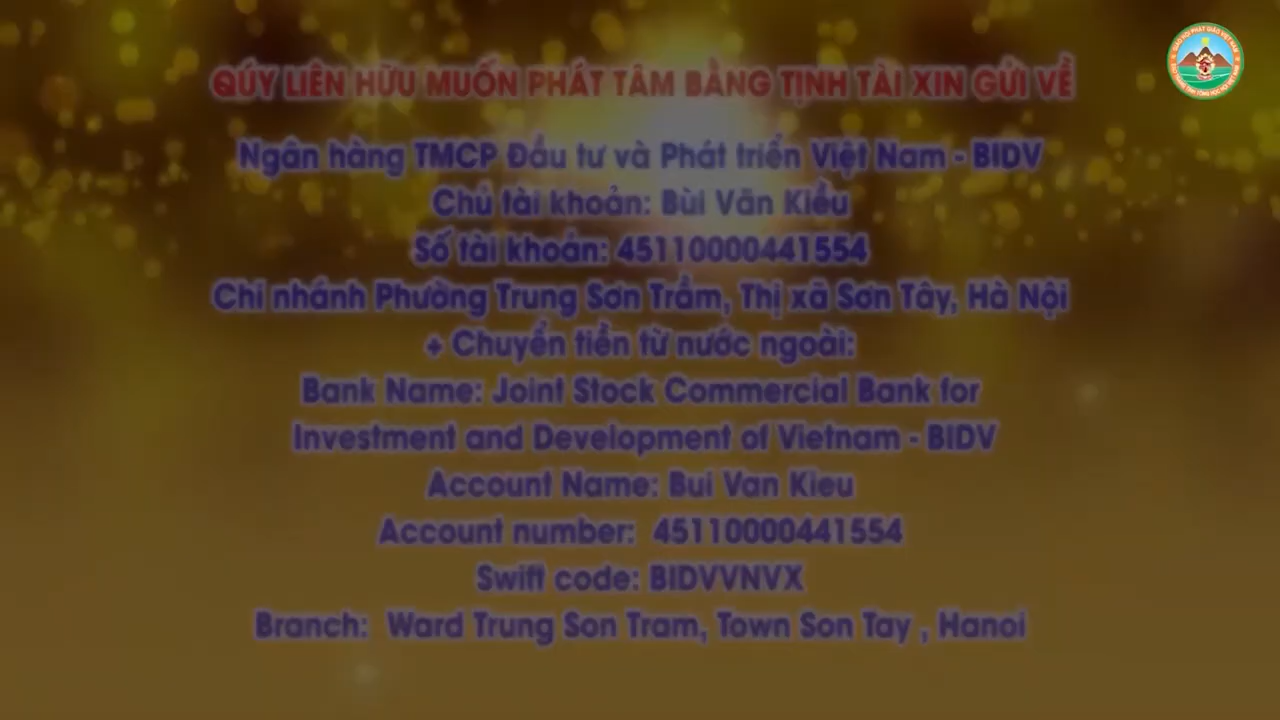 QÚY LIÊN HỮU MUỐN PHÁT TÂM BẰNG TỊNH TÀI XIN GỬI VỀ
Ngân hàng TMCP Đầu tư và Phát triển Việt Nam - BIDV
Chủ tài khoản: Bùi Văn Kiều
Số tài khoản: 45110000441554
Chi nhánh Phường Trung Sơn Trầm, Thị xã Sơn Tây, Hà Nội
+ Chuyển tiền từ nước ngoài:
Bank Name: Joint Stock Commercial Bank for
Investment and Development of Vietnam - BIDV
Account Name: Bui Van Kieu
Account number: 45110000441554
Swift code: BIDVVNVX
Branch: Ward Trung Son Tram, Town Son Tay , Hanoi